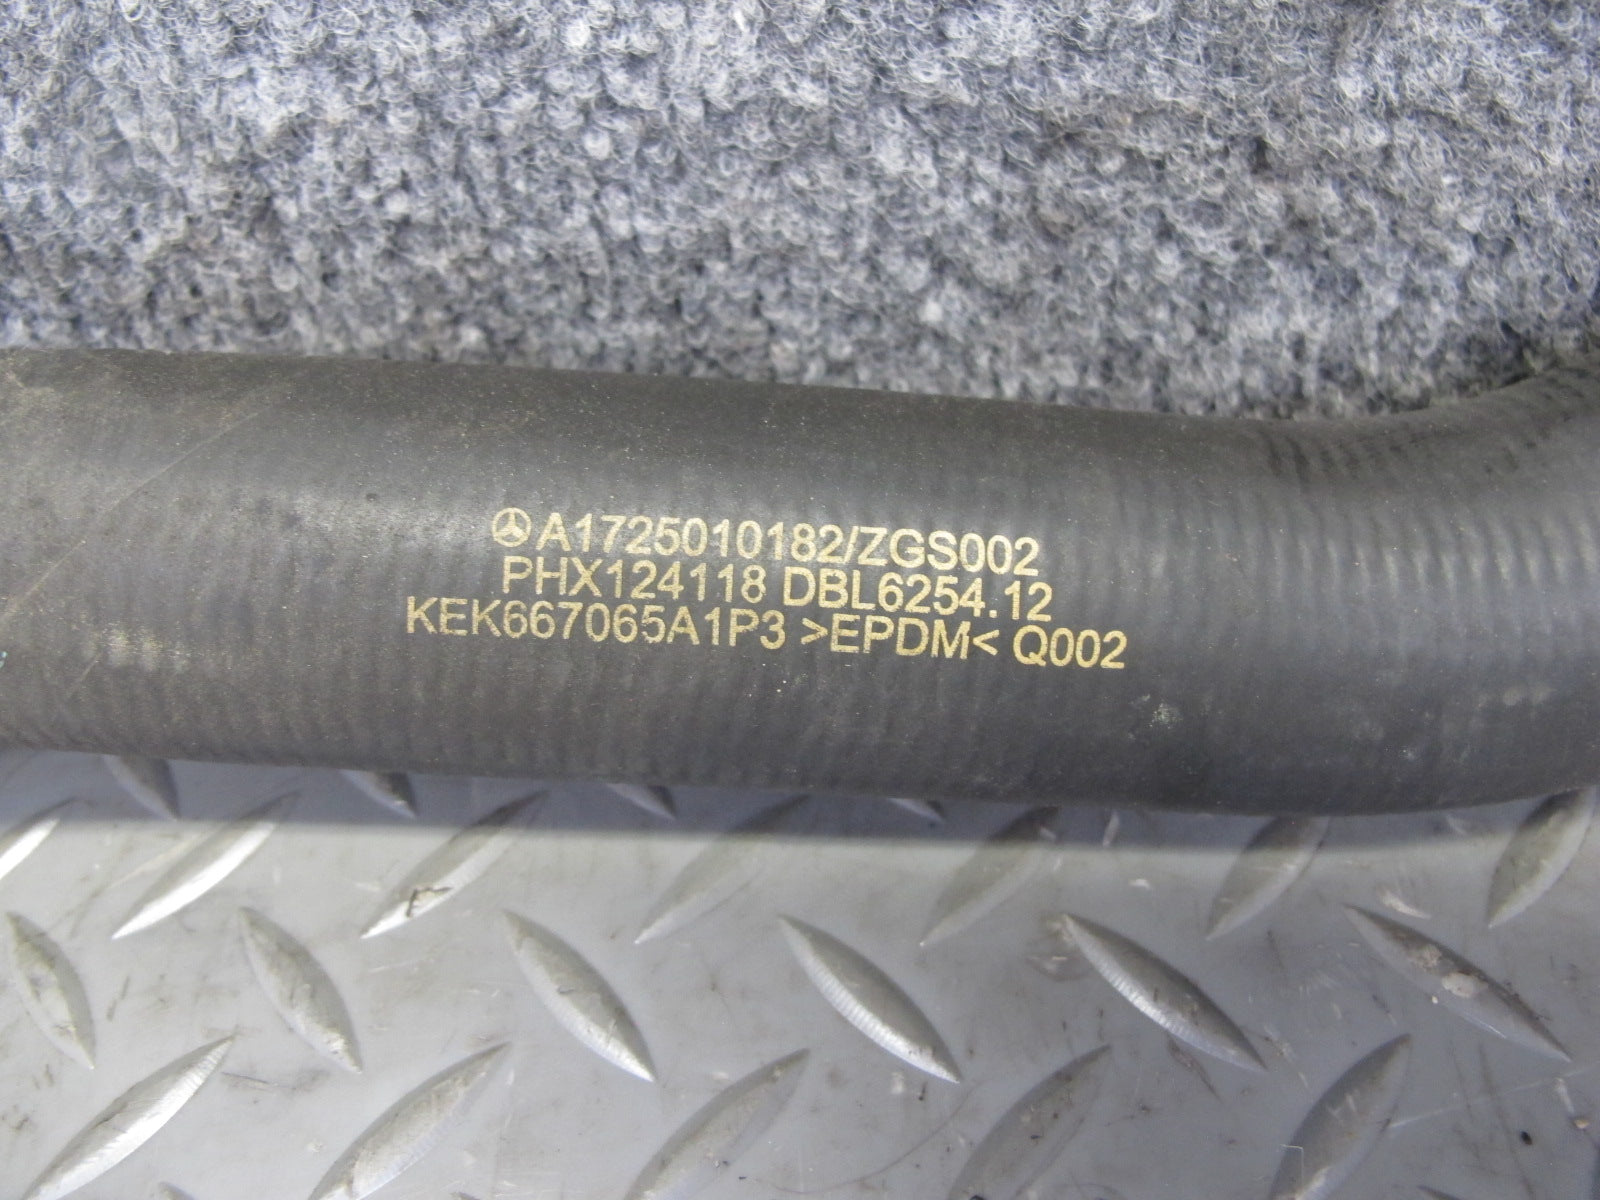 A1725010182/ZGS002
PHX124118 DBL6254.12
KEK667065A1P3 >EPDM< Q002